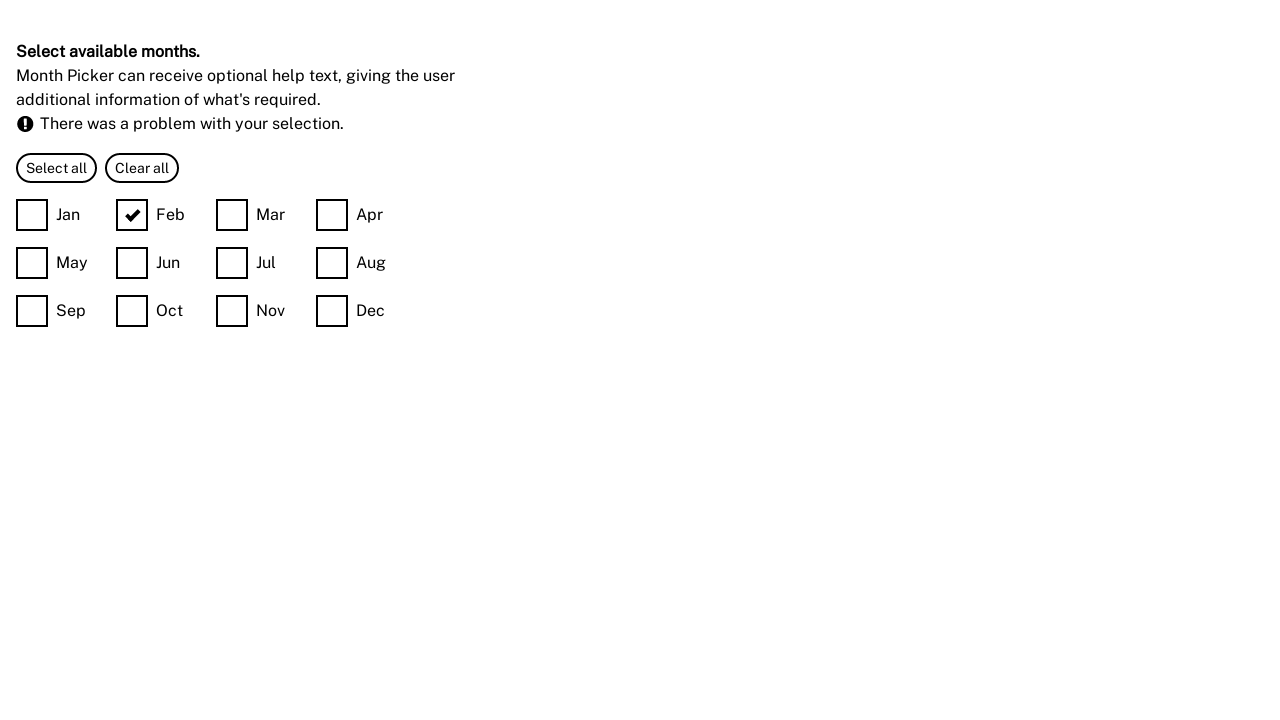 Select available months.
Month Picker can receive optional help text, giving the user
additional information of what's required.
There was a problem with your selection.
Select all Clear all
Jan Feb Mar Apr
May Jun Jul Aug
Sep Oct Nov Dec